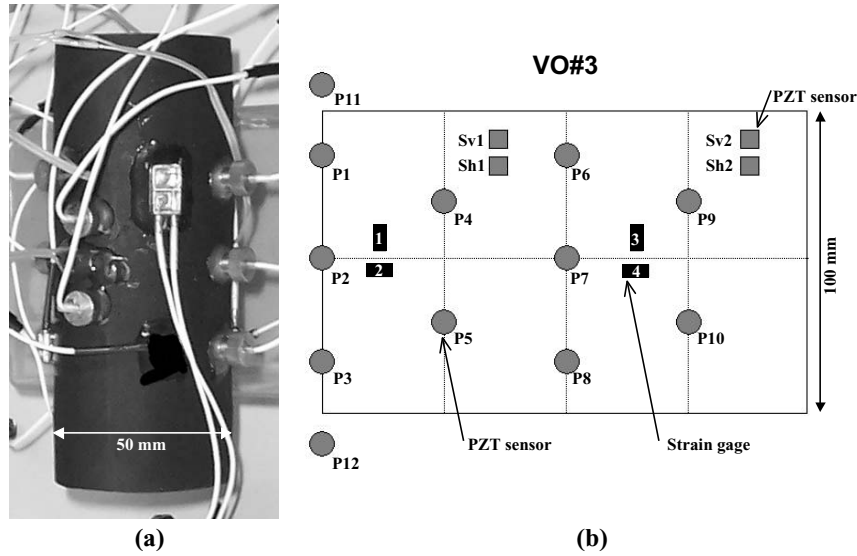 VO#3
PZT sensor
P11
Sv1
Sv2
P1
Sh1
P6
Sh2
P4
P9
1
3
P2
2
P7
4
100 mm
P5
P10
P3
P8
50 mm
PZT sensor
Strain gage
P12
(a)
(b)